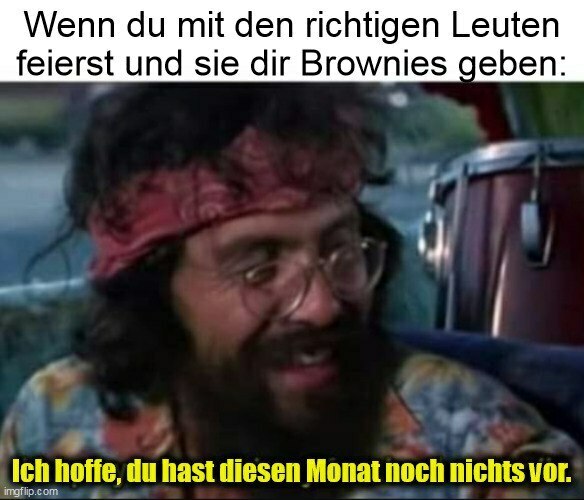 Wenn du mit den richtigen Leuten
feierst und sie dir Brownies geben:
Ich hoffe, du hast diesen Monat noch nichts vor.
imgflip.com